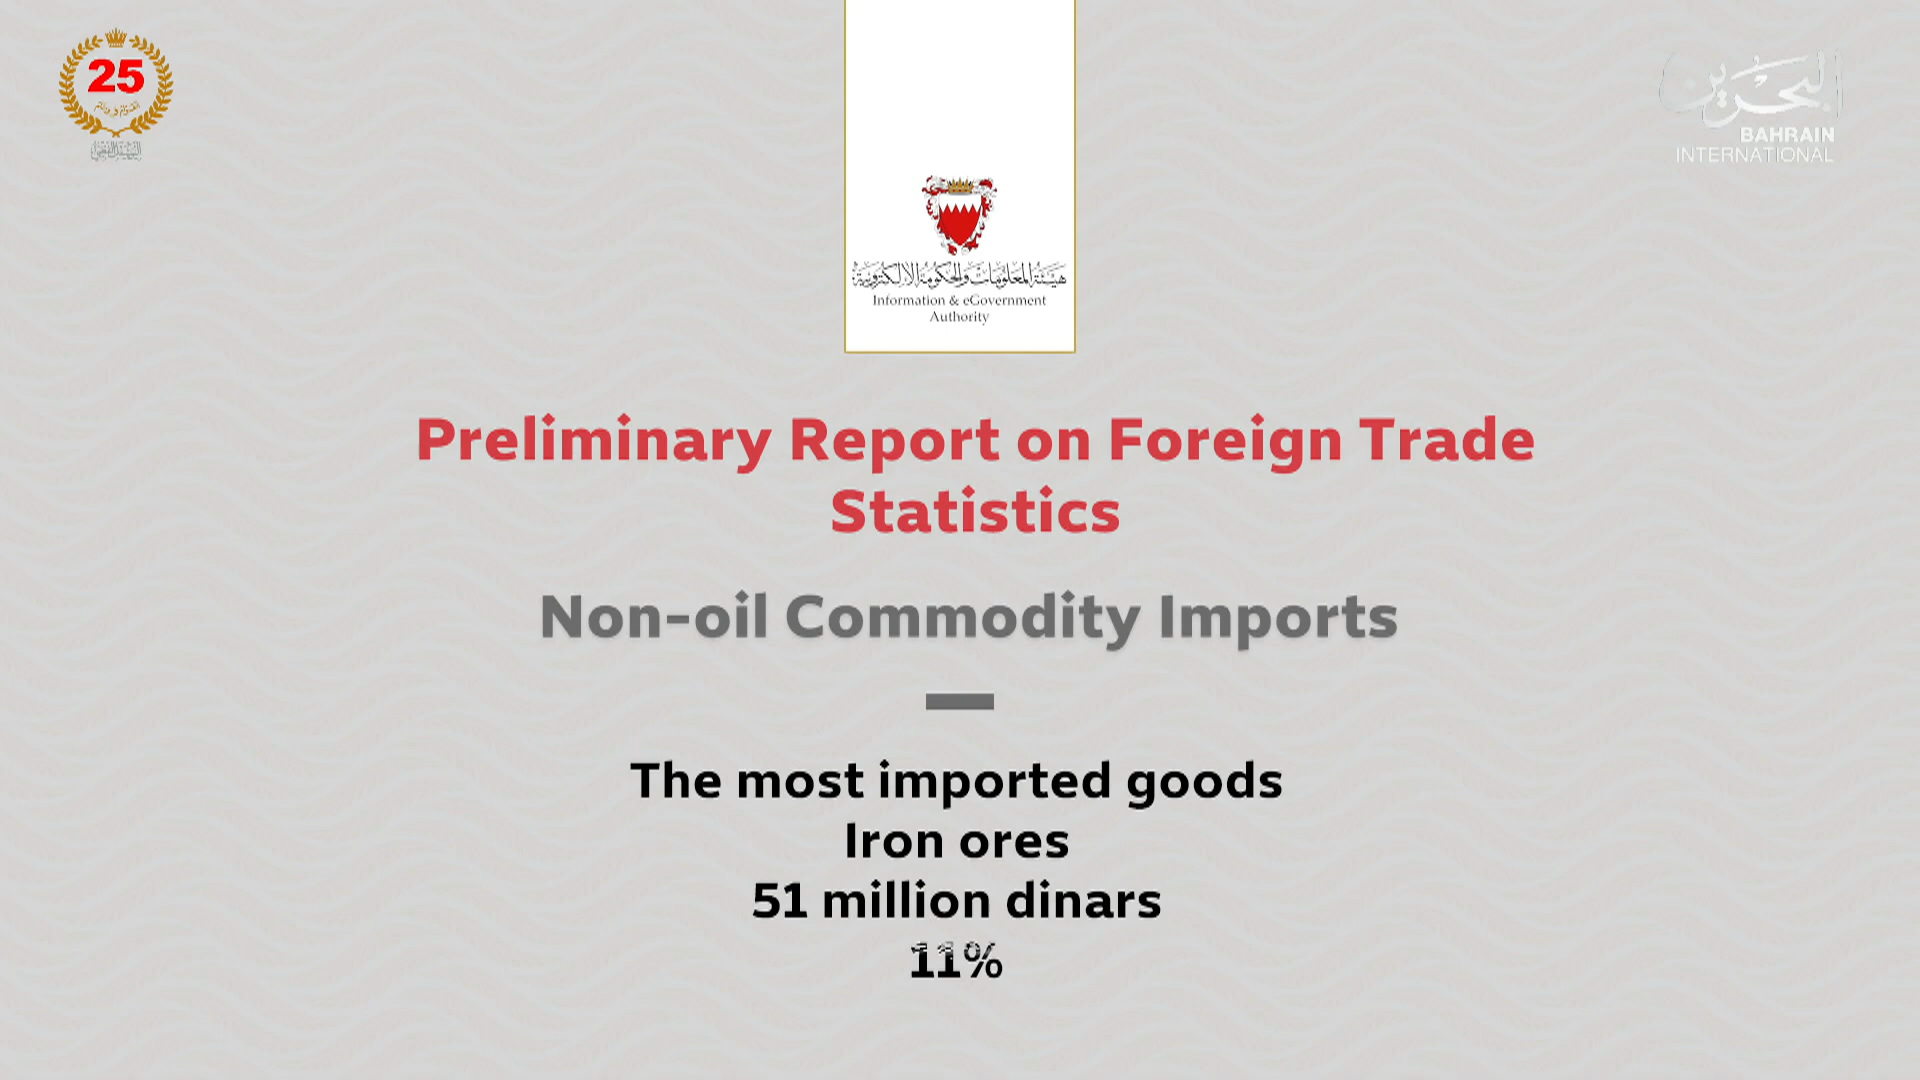 25
البحرين
BAHRAIN
INTERNATIONAL
هيئة المعلومات والحكومة الإلكترونية
Information & eGovernment
Authority
Preliminary Report on Foreign Trade
Statistics
Non-oil Commodity Imports
The most imported goods
Iron ores
51 million dinars
11%